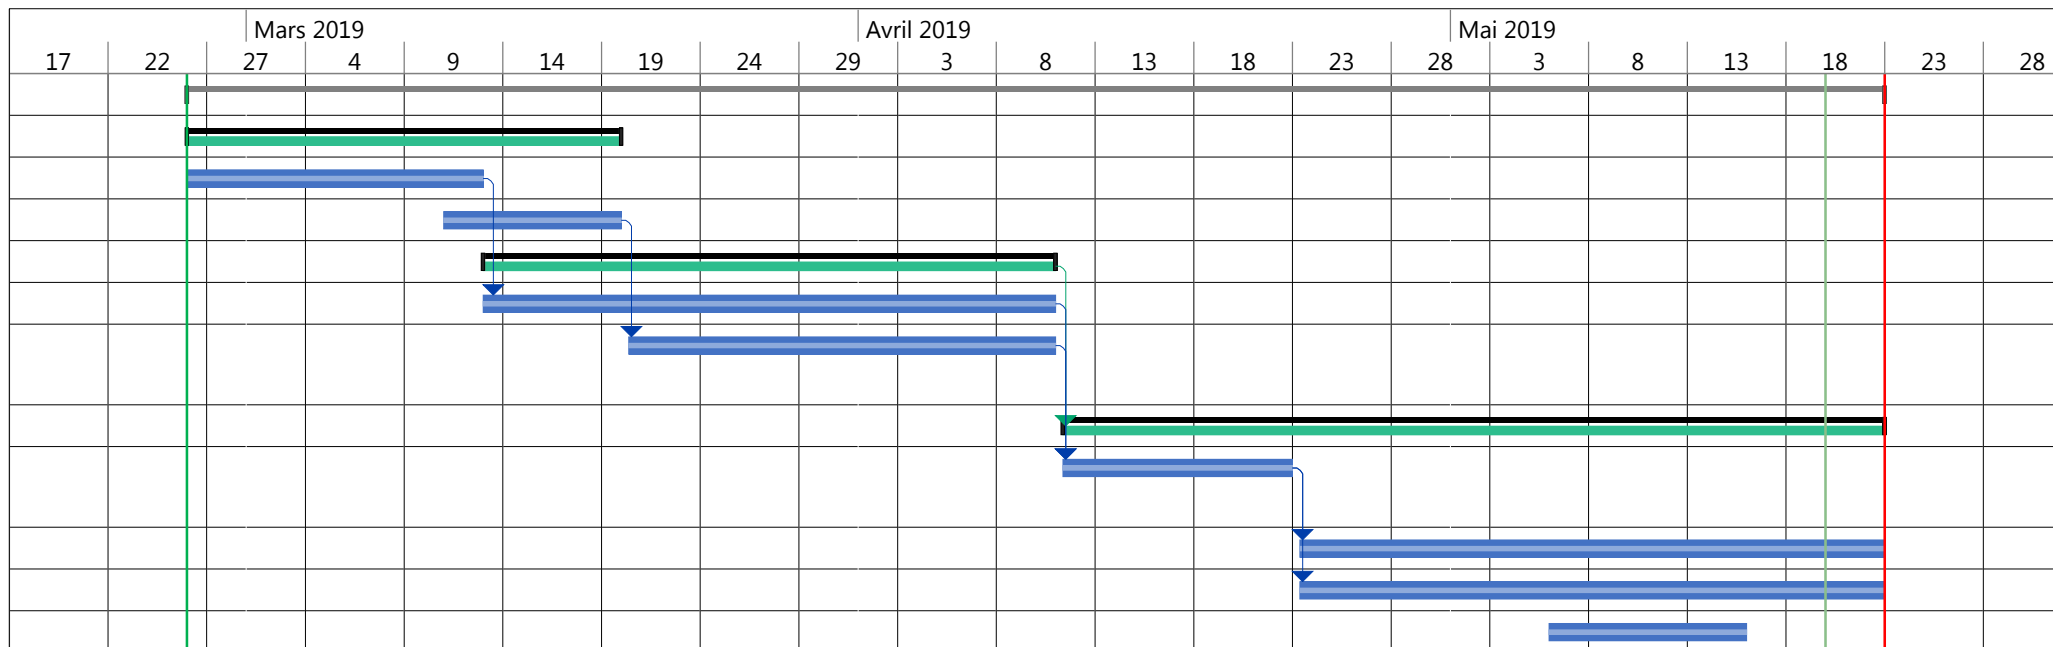 Mars 2019 Avril 2019 Mai 2019
17 22 27 4 9 14 19 24 29 3 8 13 18 23 28 3 8 13 18 23 28